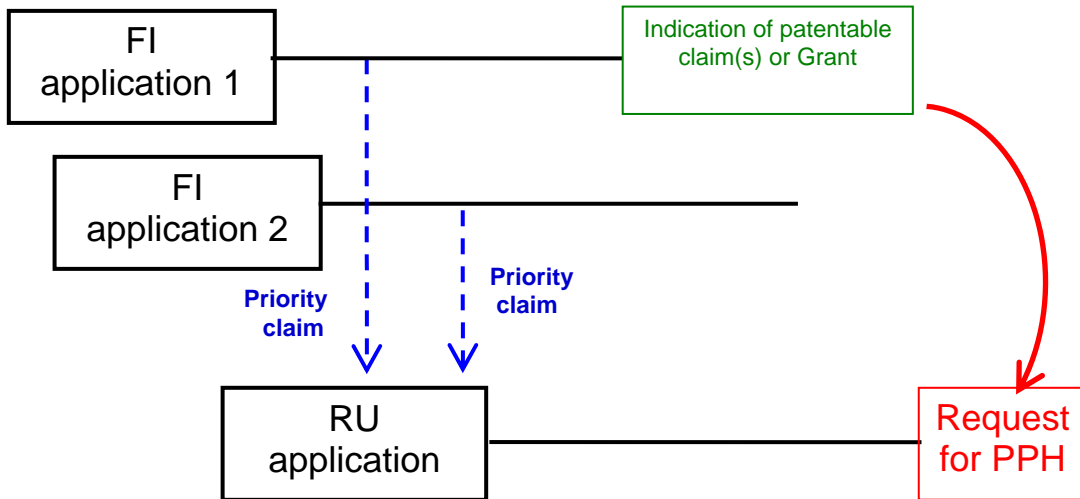 FI
application 1
Indication of patentable
claim(s) or Grant
FI
application 2
Priority
claim
Priority
claim
RU
application
Request
for PPH